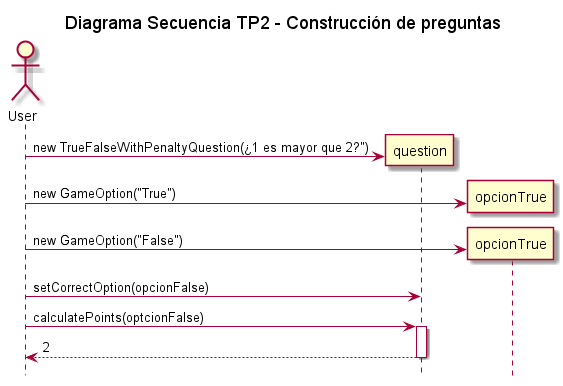 Diagrama Secuencia TP2 - Construcción de preguntas
User
new TrueFalseWithPenaltyQuestion(¿1 es mayor que 2?")
question
new GameOption("True")
opcionTrue
new GameOption("False")
opcionTrue
setCorrectOption(opcionFalse)
calculatePoints(optcionFalse)
2